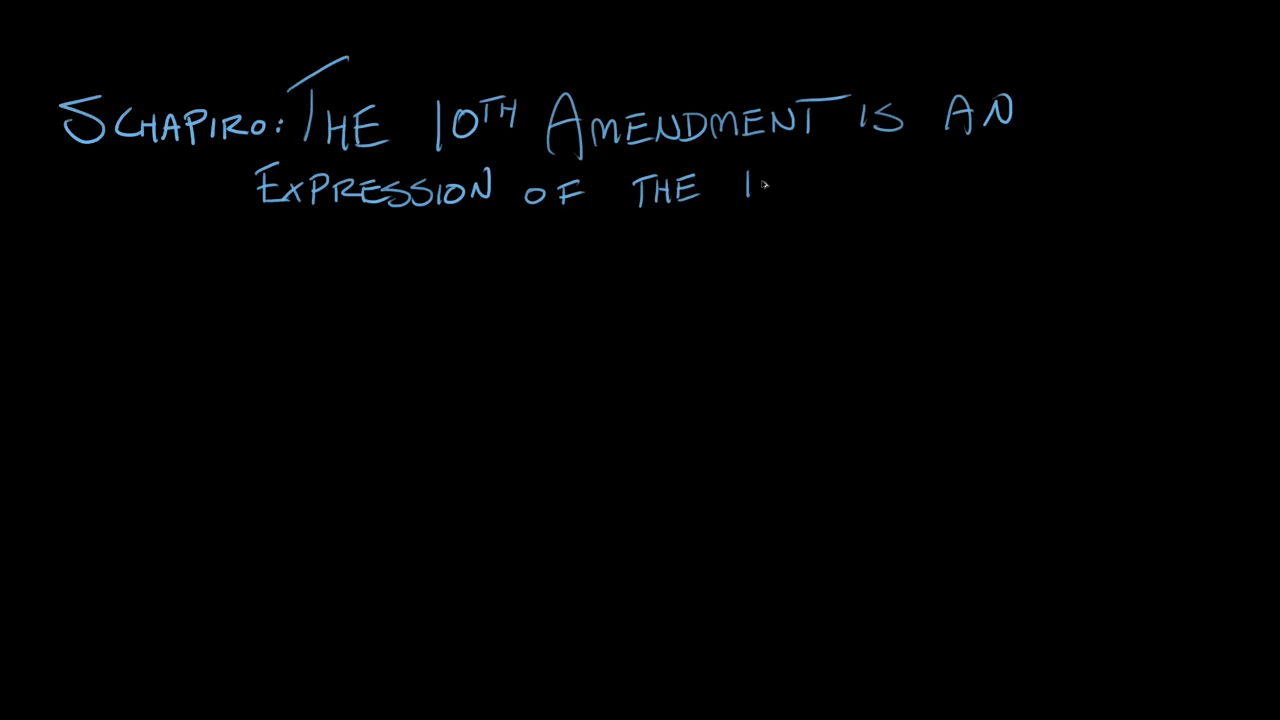 SCHAPIRO: THE 10TH AMENDMENT IS AN
EXPRESSION OF THE I